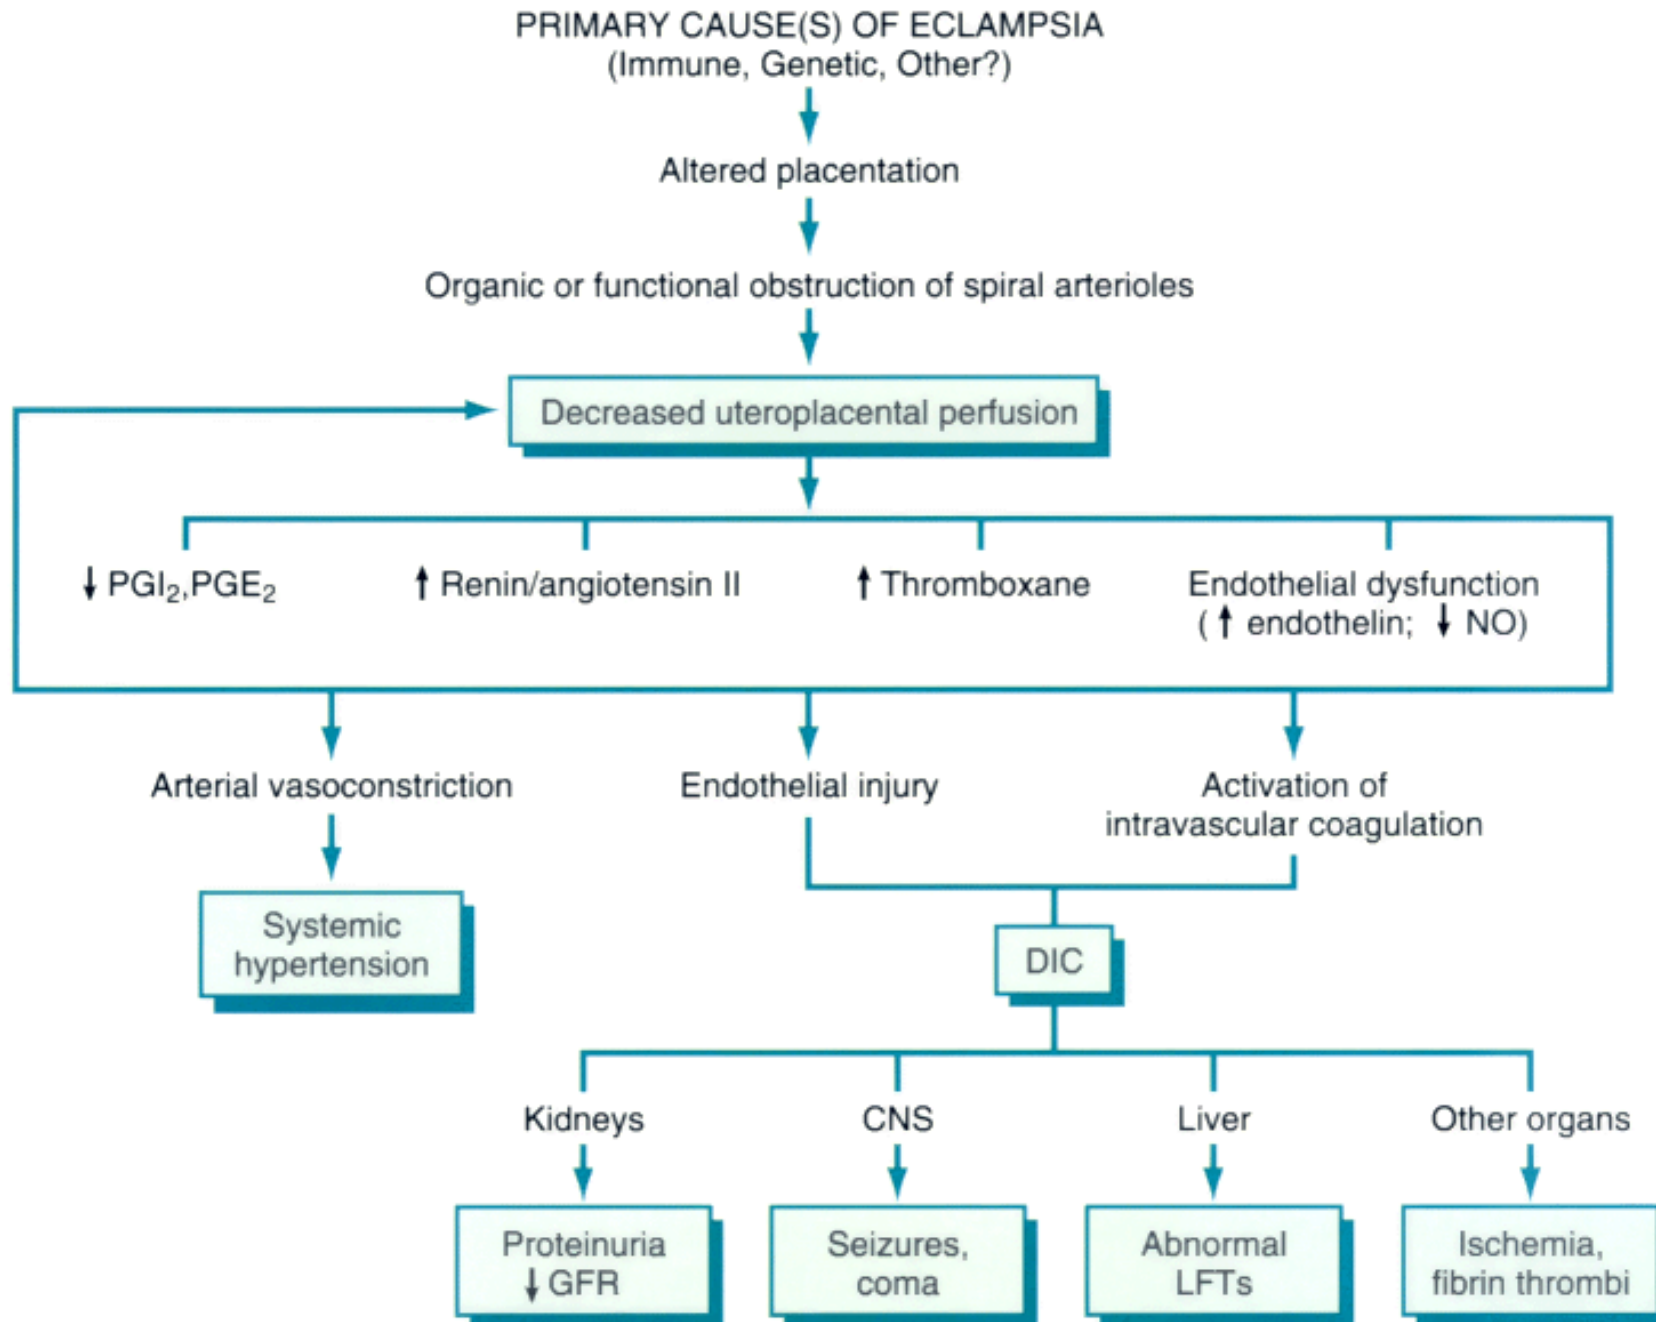 PRIMARY CAUSE(S) OF ECLAMPSIA
(Immune, Genetic, Other?)
Altered placentation
Organic or functional obstruction of spiral arterioles
Decreased uteroplacental perfusion
↓ PGI₂,PGE₂
↑ Renin/angiotensin II
↑ Thromboxane
Endothelial dysfunction
(↑ endothelin; ↓ NO)
Arterial vasoconstriction
Endothelial injury
Activation of
intravascular coagulation
Systemic
hypertension
DIC
Kidneys
CNS
Liver
Other organs
Proteinuria
↓ GFR
Seizures,
coma
Abnormal
LFTs
Ischemia,
fibrin thrombi